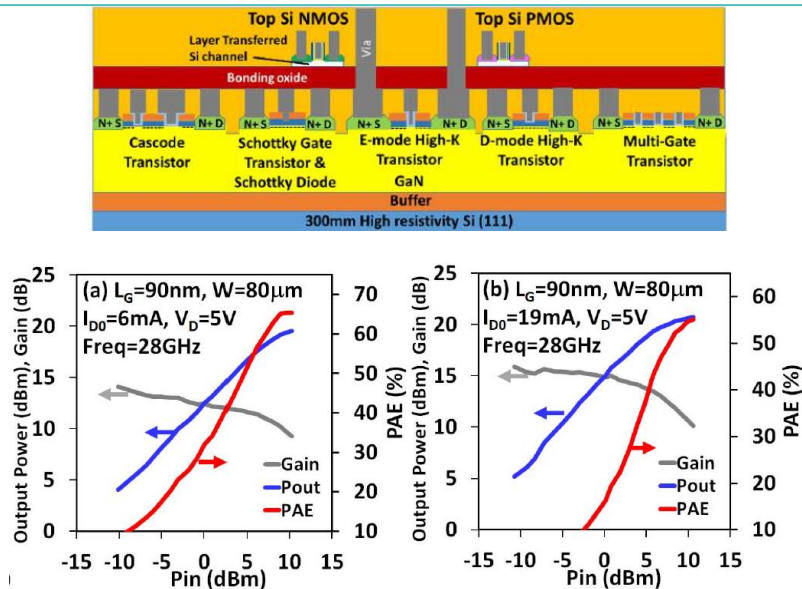 Top Si NMOS
Top Si PMOS
Layer Transferred
Si channel
Via
Bonding oxide
N+ S N+ D N+ S N+ D N+ S N+ D N+ D N+ S N+ D
Cascode
Transistor
Schottky Gate
Transistor &
Schottky Diode
E-mode High-K
Transistor
GaN
D-mode High-K
Transistor
Multi-Gate
Transistor
Buffer
300mm High resistivity Si (111)
(a) LG=90nm, W=80μm
ID0=6mA, VD=5V
Freq=28GHz
Output Power (dBm), Gain (dB)
25
20
15
10
5
0
Gain
Pout
PAE
PAE (%)
70
60
50
40
30
20
10
-15 -10 -5 0 5 10 15
Pin (dBm)
(b) LG=90nm, W=80μm
ID0=19mA, VD=5V
Freq=28GHz
Output Power (dBm), Gain (dB)
25
20
15
10
5
0
Gain
Pout
PAE
PAE (%)
60
50
40
30
20
10
-15 -10 -5 0 5 10 15
Pin (dBm)